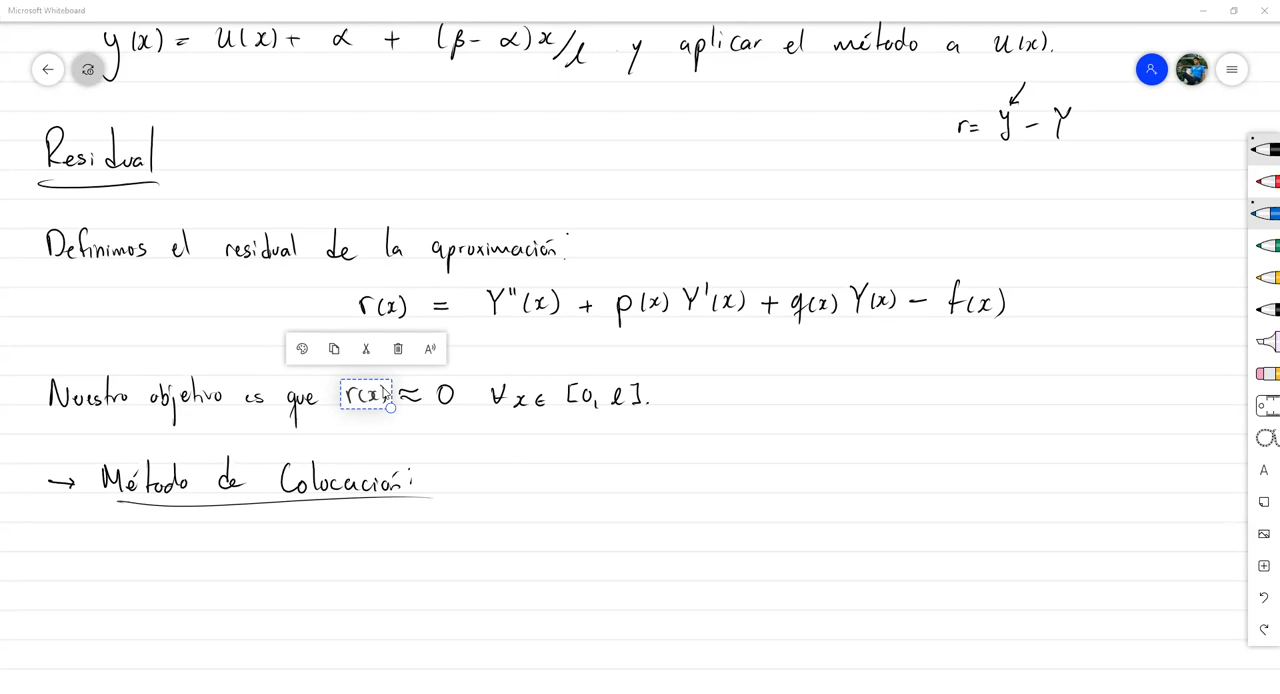 Microsoft Whiteboard
y(x) = u(x) + α + (β - α)x/l y aplicar el método a u(x).
r = y - Y
Residual
Definimos el residual de la aproximación:
r(x) = Y''(x) + p(x) Y'(x) + q(x) Y(x) - f(x)
Nuestro objetivo es que r(x) ≈ 0 ∀x ∈ [0, l].
→ Método de Colocación: